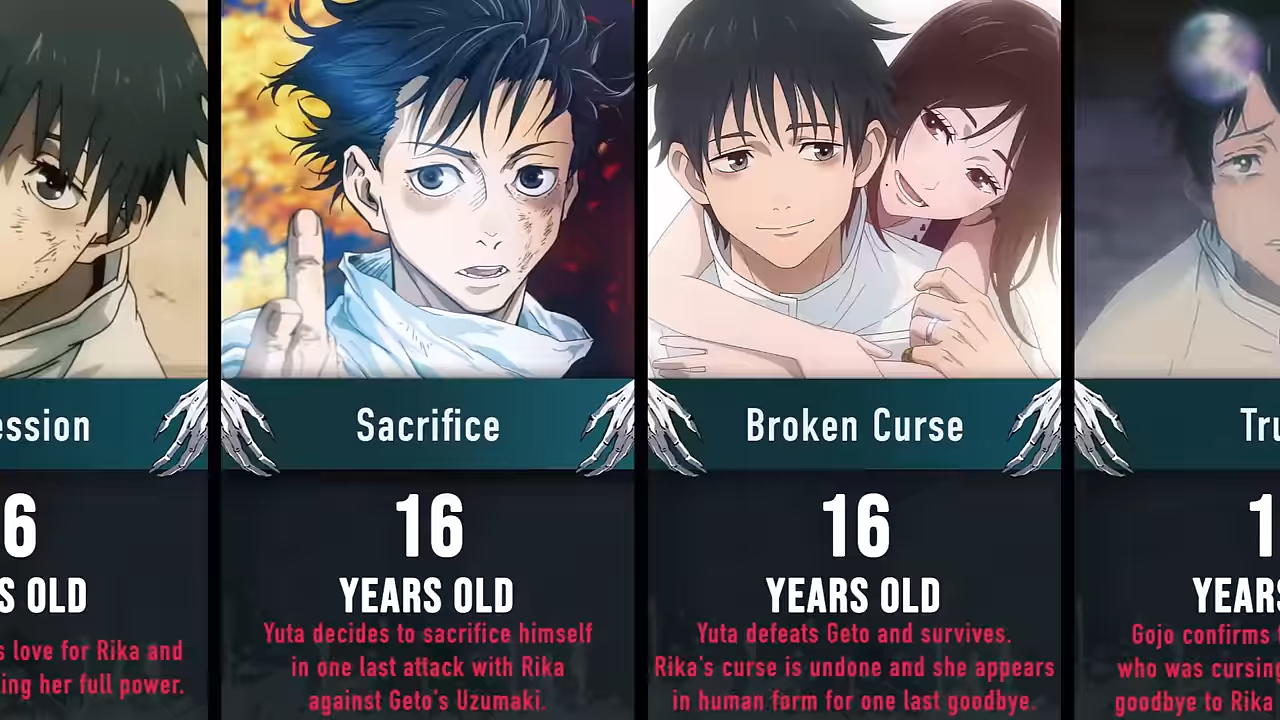 ession
6
S OLD
s love for Rika and
ing her full power.
Sacrifice
16
YEARS OLD
Yuta decides to sacrifice himself
in one last attack with Rika
against Geto's Uzumaki.
Broken Curse
16
YEARS OLD
Yuta defeats Geto and survives.
Rika's curse is undone and she appears
in human form for one last goodbye.
Tru
1
YEARS
Gojo confirms
who was cursin
goodbye to Rika